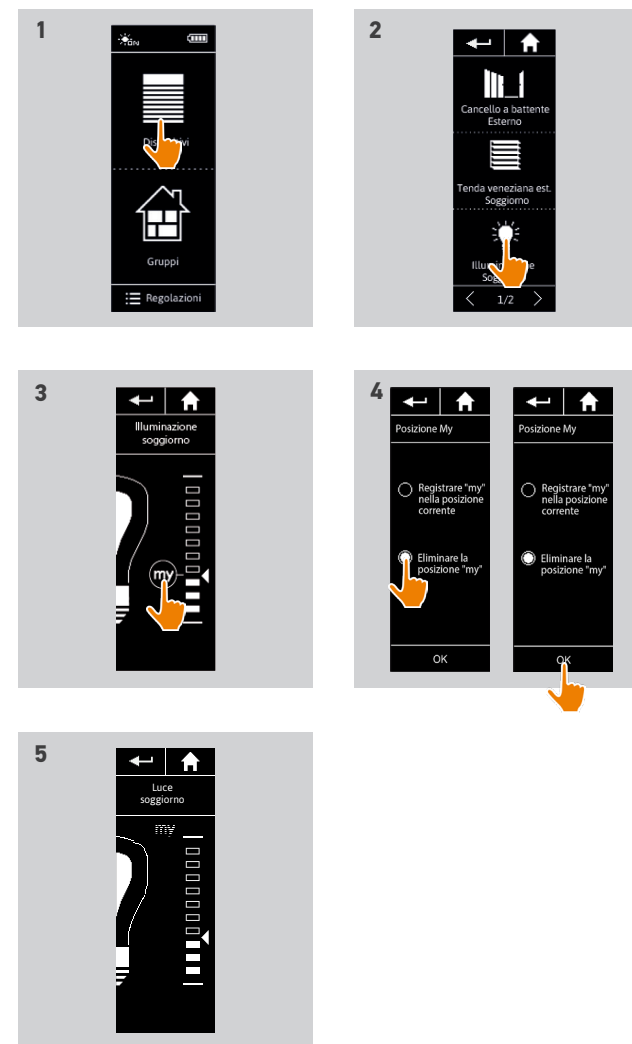 1
ON
Gruppi
Regolazioni
2
Cancello a battente
Esterno
Tenda veneziana est.
Soggiorno
1/2
3
Illuminazione
soggiorno
my
4
Posizione My
Registrare "my"
nella posizione
corrente
Eliminare la
posizione "my"
OK
Posizione My
Registrare "my"
nella posizione
corrente
Eliminare la
posizione "my"
OK
5
Luce
soggiorno
my